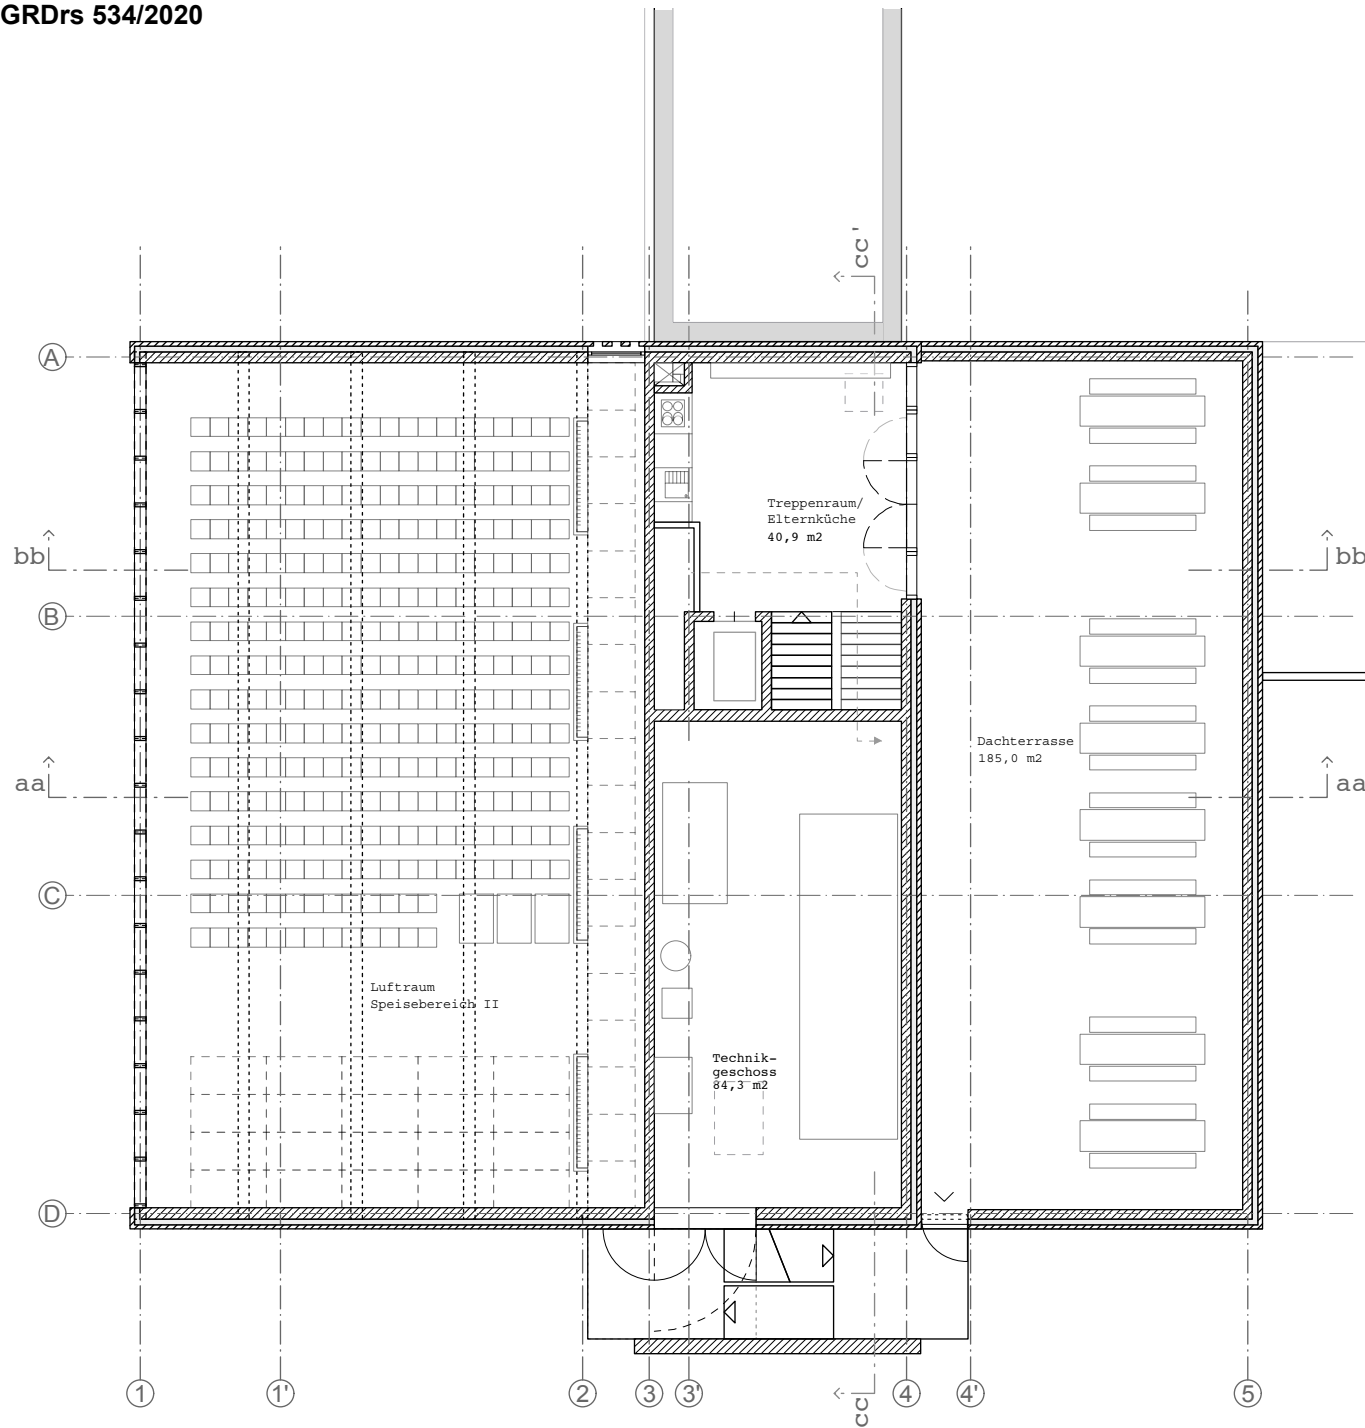 GRDrs 534/2020
cc'
A
Treppenraum/
Elternküche
40,9 m2
bb
bb
B
Dachterrasse
185,0 m2
aa
aa
C
Luftraum
Speisebereich II
Technik-
geschoss
84,3 m2
D
1
1'
2
3
3'
cc
4
4'
5